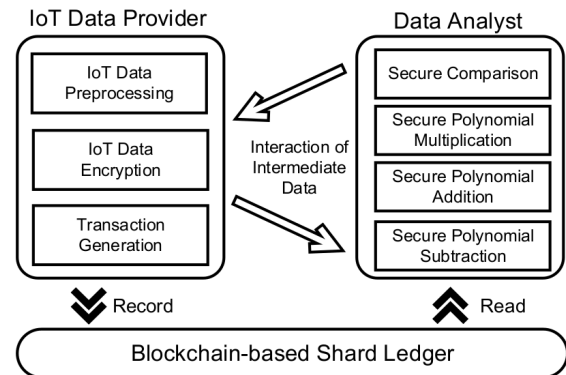 IoT Data Provider
Data Analyst
IoT Data
Preprocessing
IoT Data
Encryption
Transaction
Generation
Interaction of
Intermediate
Data
Secure Comparison
Secure Polynomial
Multiplication
Secure Polynomial
Addition
Secure Polynomial
Subtraction
Record
Read
Blockchain-based Shard Ledger